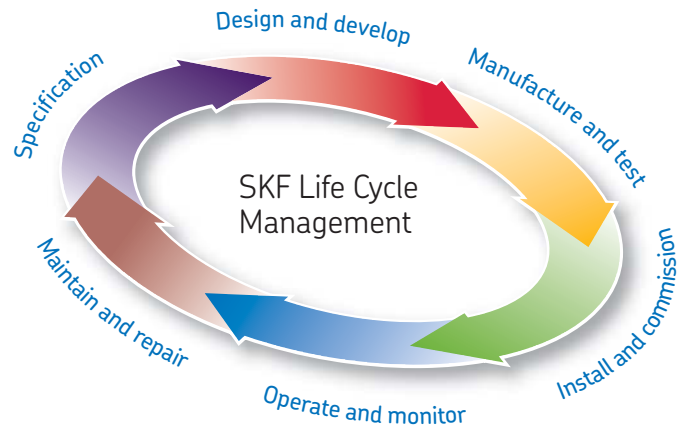 Design and develop
Manufacture and test
Specification
SKF Life Cycle
Management
Install and commission
Maintain and repair
Operate and monitor